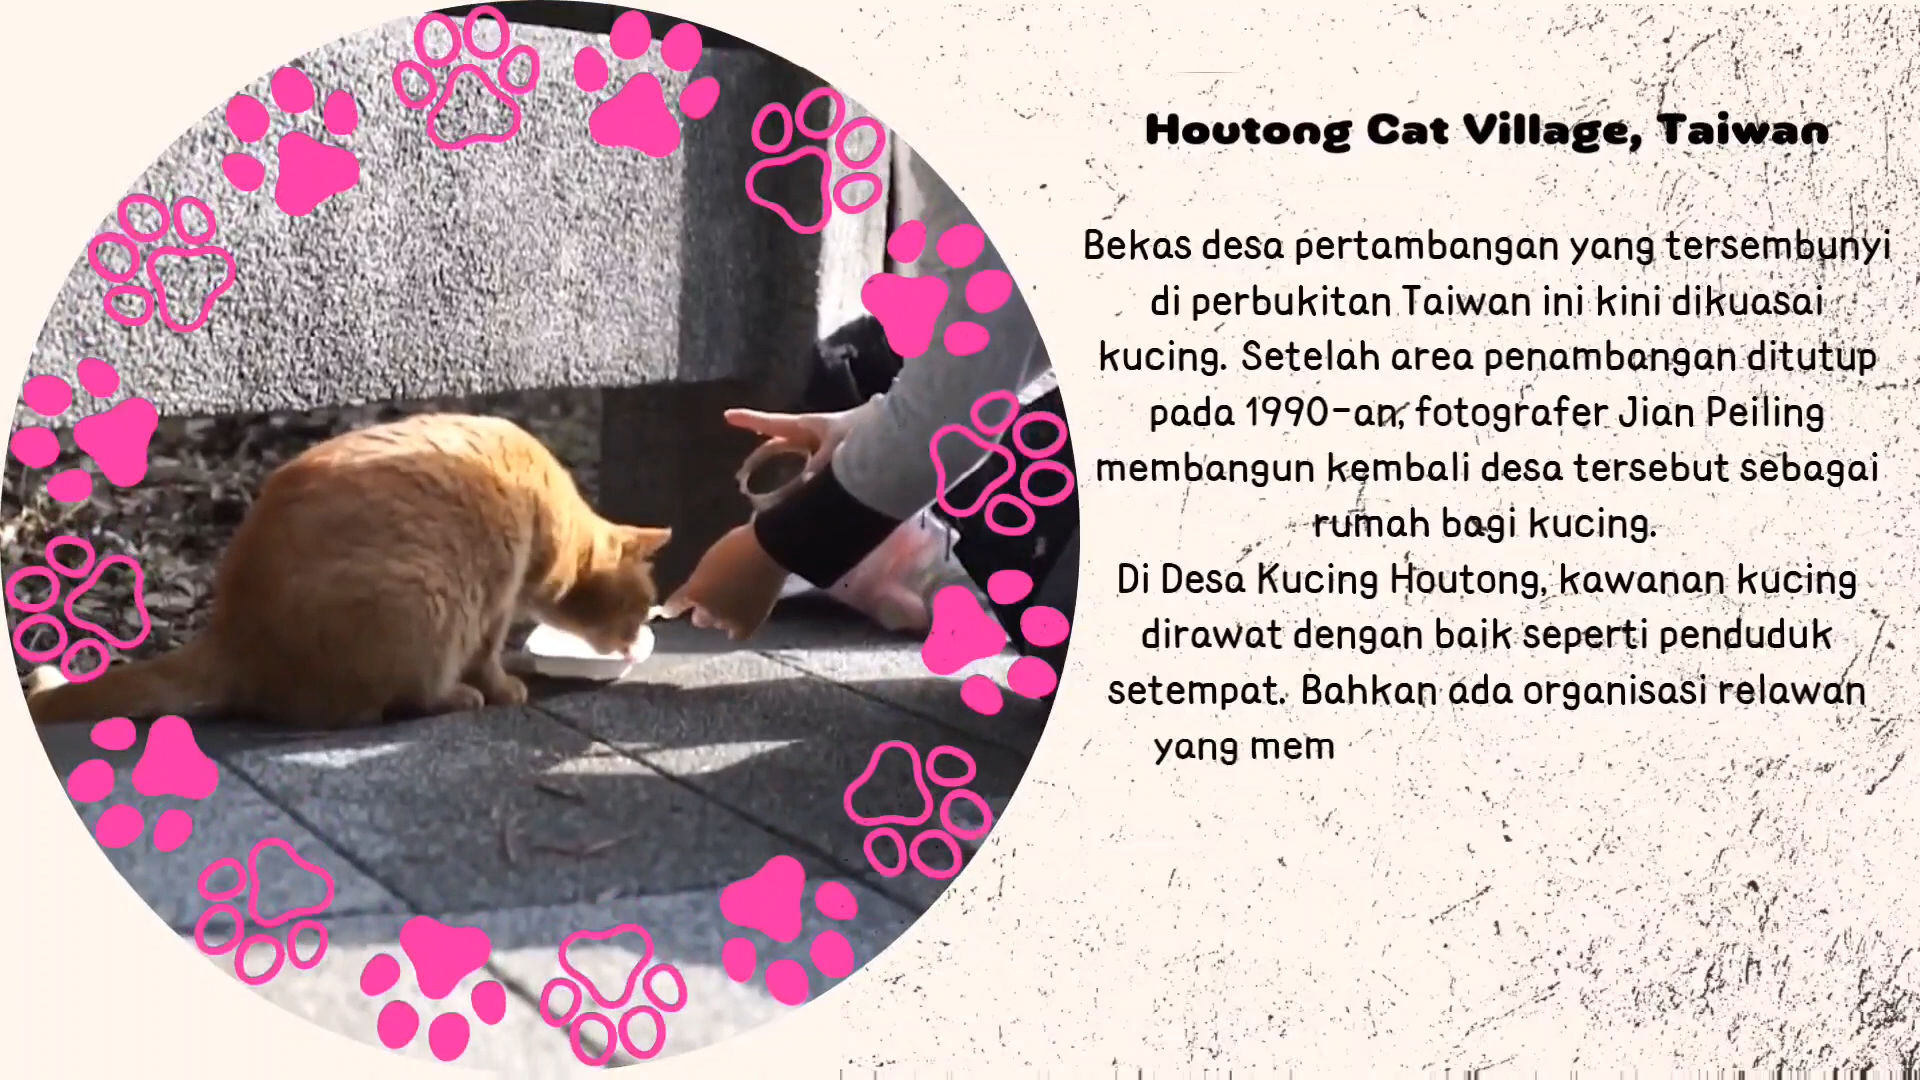 Houtong Cat Village, Taiwan
Bekas desa pertambangan yang tersembunyi
di perbukitan Taiwan ini kini dikuasai
kucing. Setelah area penambangan ditutup
pada 1990-an, fotografer Jian Peiling
membangun kembali desa tersebut sebagai
rumah bagi kucing.
Di Desa Kucing Houtong, kawanan kucing
dirawat dengan baik seperti penduduk
setempat. Bahkan ada organisasi relawan
yang mem